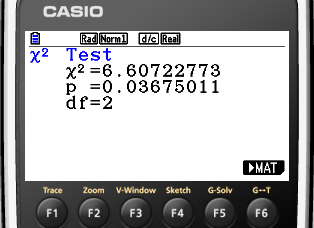 CASIO
Rad Norm1 d/c Real
χ² Test
χ²=6.60722773
p =0.03675011
df=2
▶MAT
Trace Zoom V-Window Sketch G-Solv G↔T
F1 F2 F3 F4 F5 F6